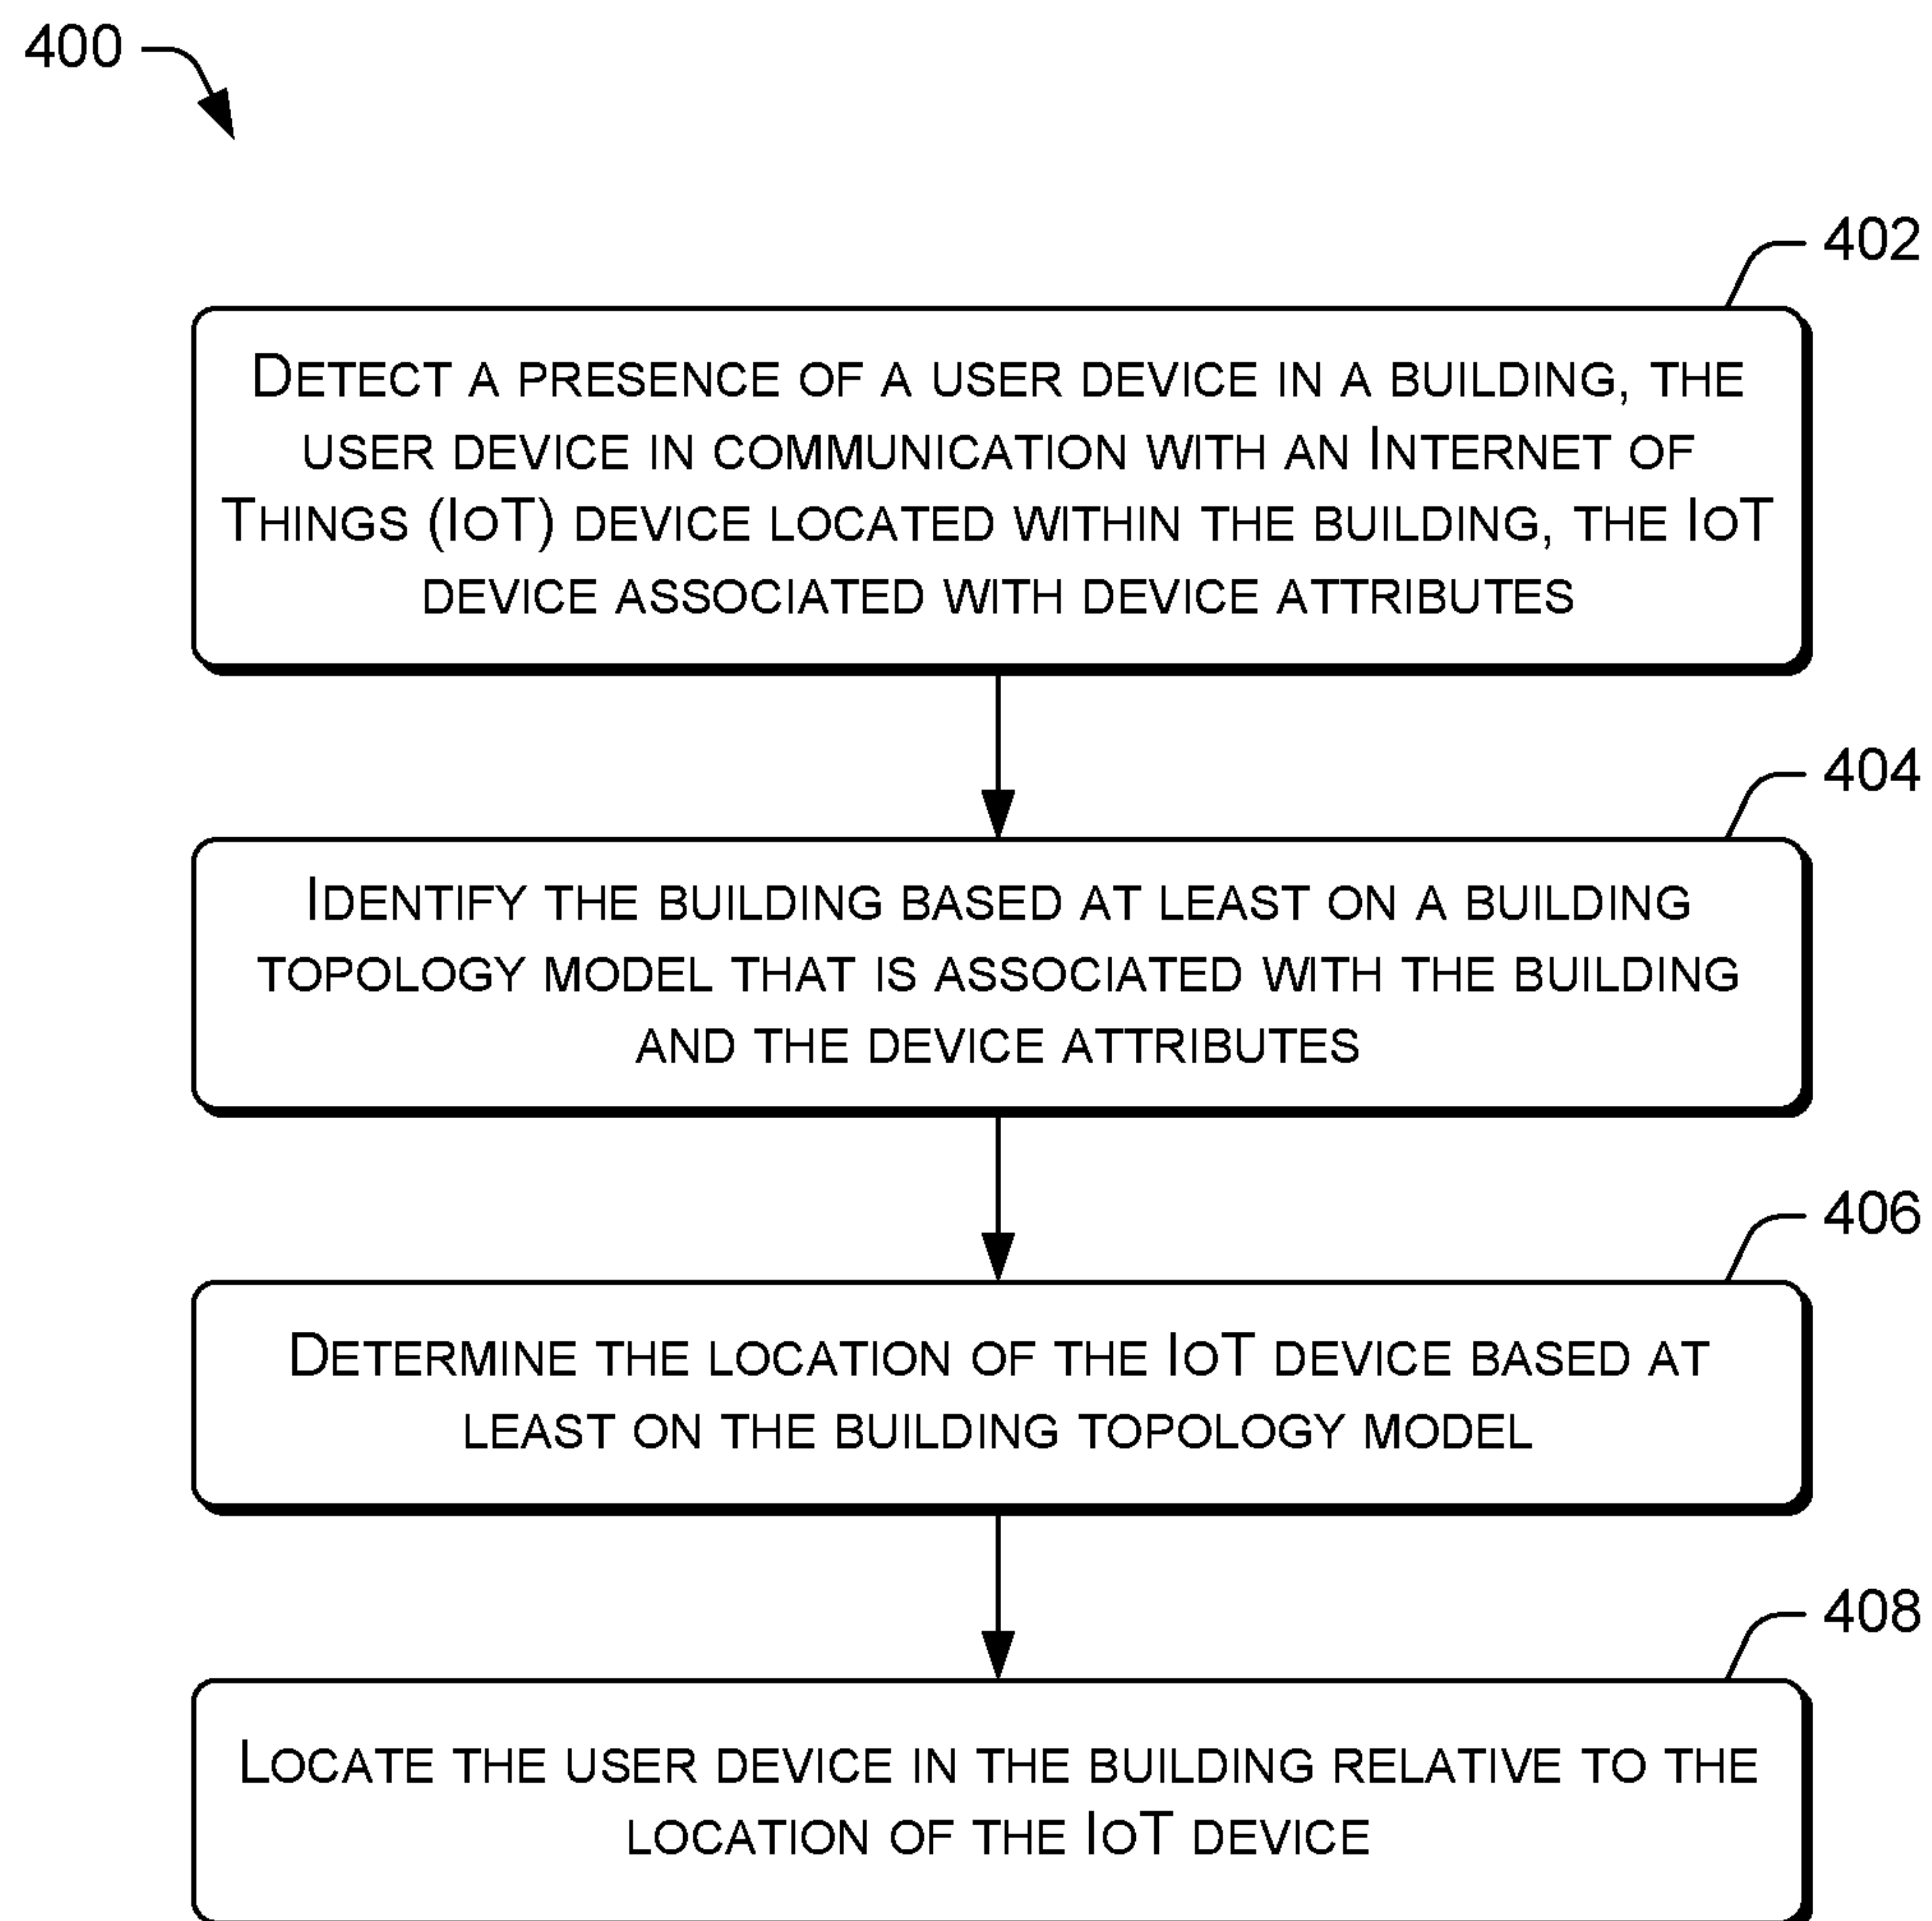 400
402
DETECT A PRESENCE OF A USER DEVICE IN A BUILDING, THE
USER DEVICE IN COMMUNICATION WITH AN INTERNET OF
THINGS (IOT) DEVICE LOCATED WITHIN THE BUILDING, THE IOT
DEVICE ASSOCIATED WITH DEVICE ATTRIBUTES
404
IDENTIFY THE BUILDING BASED AT LEAST ON A BUILDING
TOPOLOGY MODEL THAT IS ASSOCIATED WITH THE BUILDING
AND THE DEVICE ATTRIBUTES
406
DETERMINE THE LOCATION OF THE IOT DEVICE BASED AT
LEAST ON THE BUILDING TOPOLOGY MODEL
408
LOCATE THE USER DEVICE IN THE BUILDING RELATIVE TO THE
LOCATION OF THE IOT DEVICE